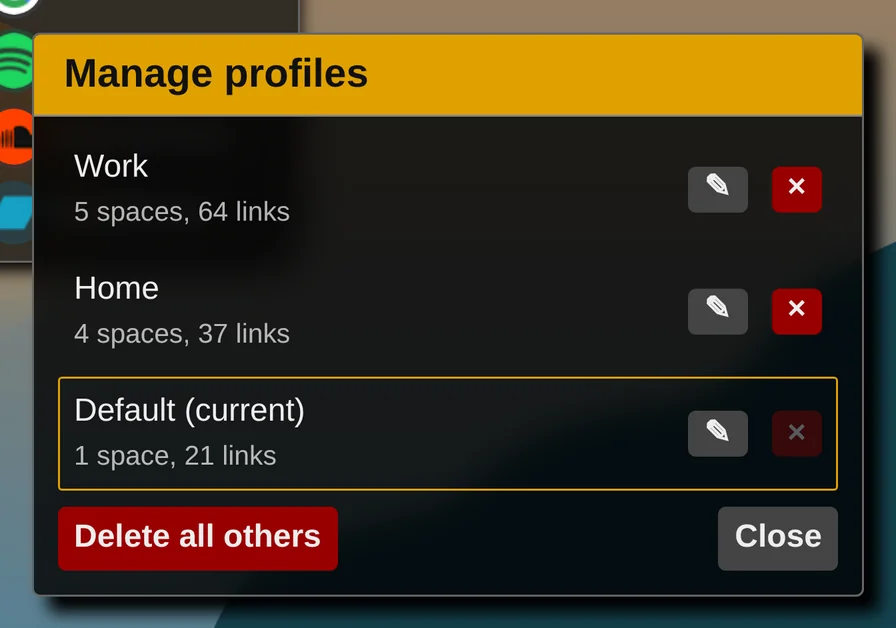 Manage profiles
Work
5 spaces, 64 links
Home
4 spaces, 37 links
Default (current)
1 space, 21 links
Delete all others
Close